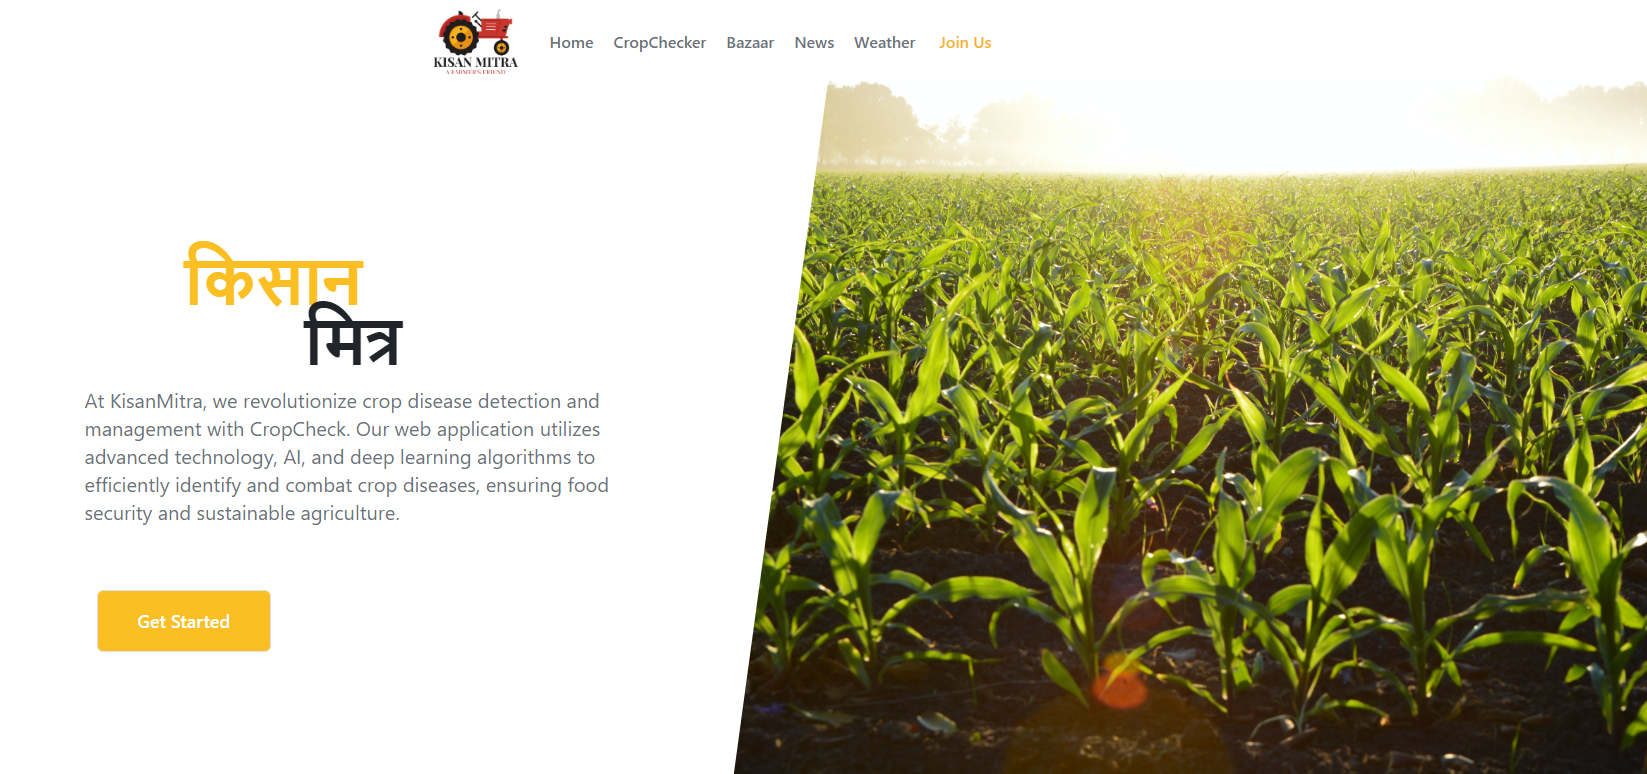 KISAN MITRA
A FARMER'S FRIEND
Home CropChecker Bazaar News Weather Join Us
किसान
मित्र
At KisanMitra, we revolutionize crop disease detection and
management with CropCheck. Our web application utilizes
advanced technology, AI, and deep learning algorithms to
efficiently identify and combat crop diseases, ensuring food
security and sustainable agriculture.
Get Started